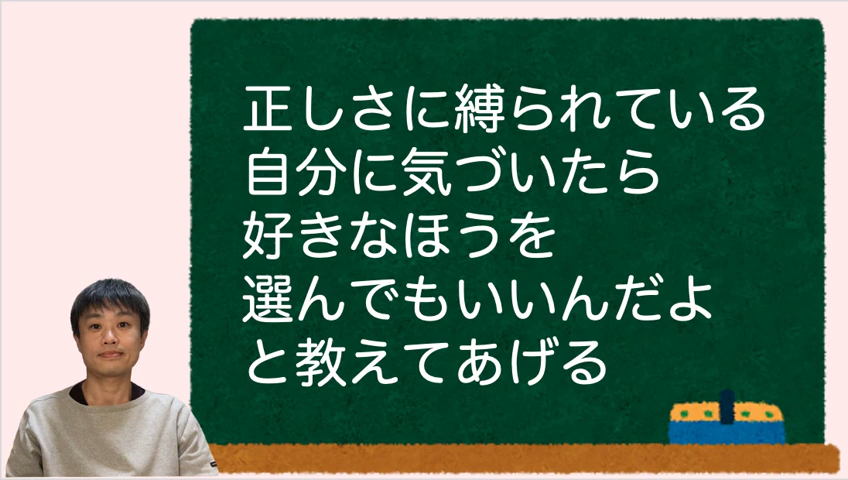 正しさに縛られている
自分に気づいたら
好きなほうを
選んでもいいんだよ
と教えてあげる